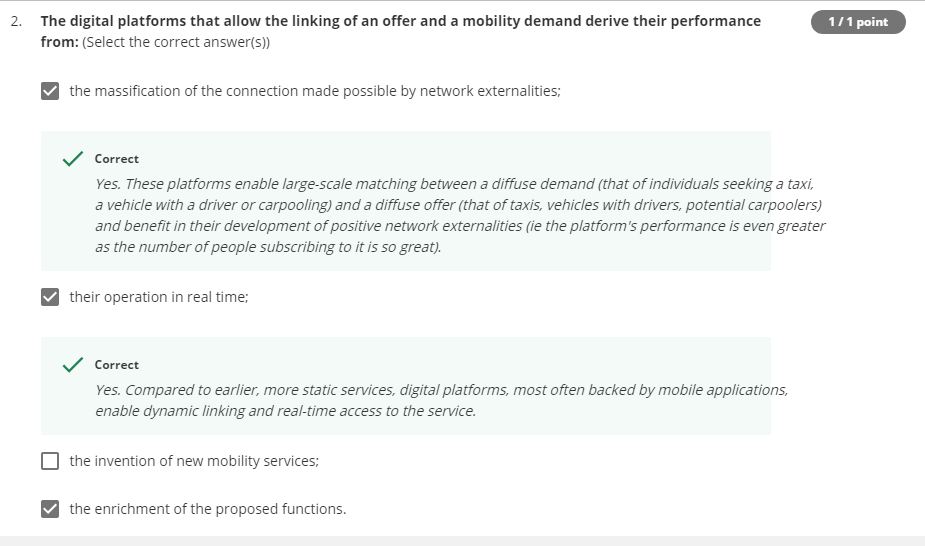 2. The digital platforms that allow the linking of an offer and a mobility demand derive their performance
from: (Select the correct answer(s))
1 / 1 point
the massification of the connection made possible by network externalities;
Correct
Yes. These platforms enable large-scale matching between a diffuse demand (that of individuals seeking a taxi,
a vehicle with a driver or carpooling) and a diffuse offer (that of taxis, vehicles with drivers, potential carpoolers)
and benefit in their development of positive network externalities (ie the platform's performance is even greater
as the number of people subscribing to it is so great).
their operation in real time;
Correct
Yes. Compared to earlier, more static services, digital platforms, most often backed by mobile applications,
enable dynamic linking and real-time access to the service.
the invention of new mobility services;
the enrichment of the proposed functions.